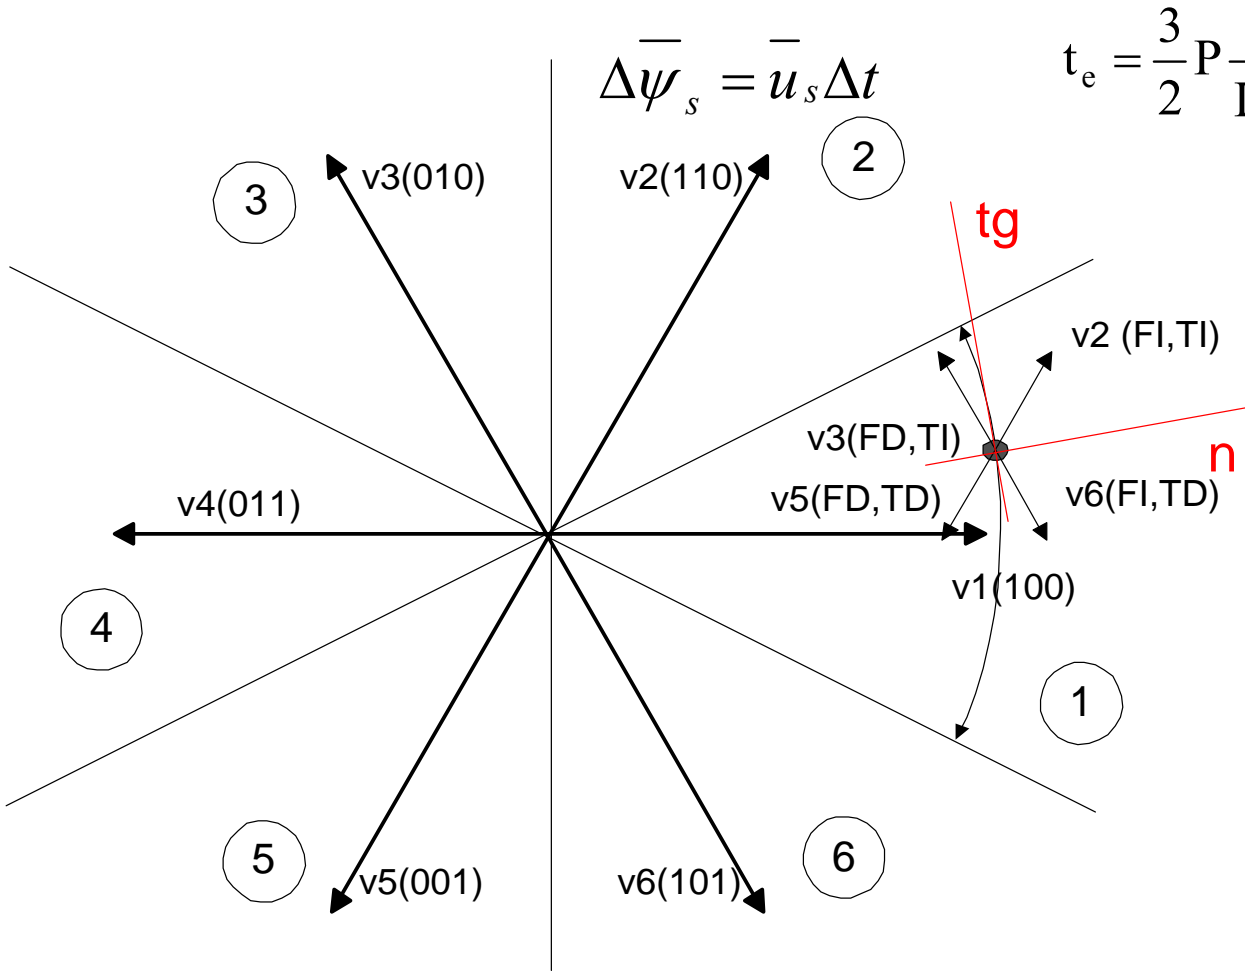 Δψ̅ₛ = u̅ₛΔt
tₑ = 3/2 P
v3(010)
v2(110)
2
3
tg
v2 (FI,TI)
v3(FD,TI)
n
v4(011)
v5(FD,TD)
v6(FI,TD)
v1(100)
4
1
5
v5(001)
v6(101)
6